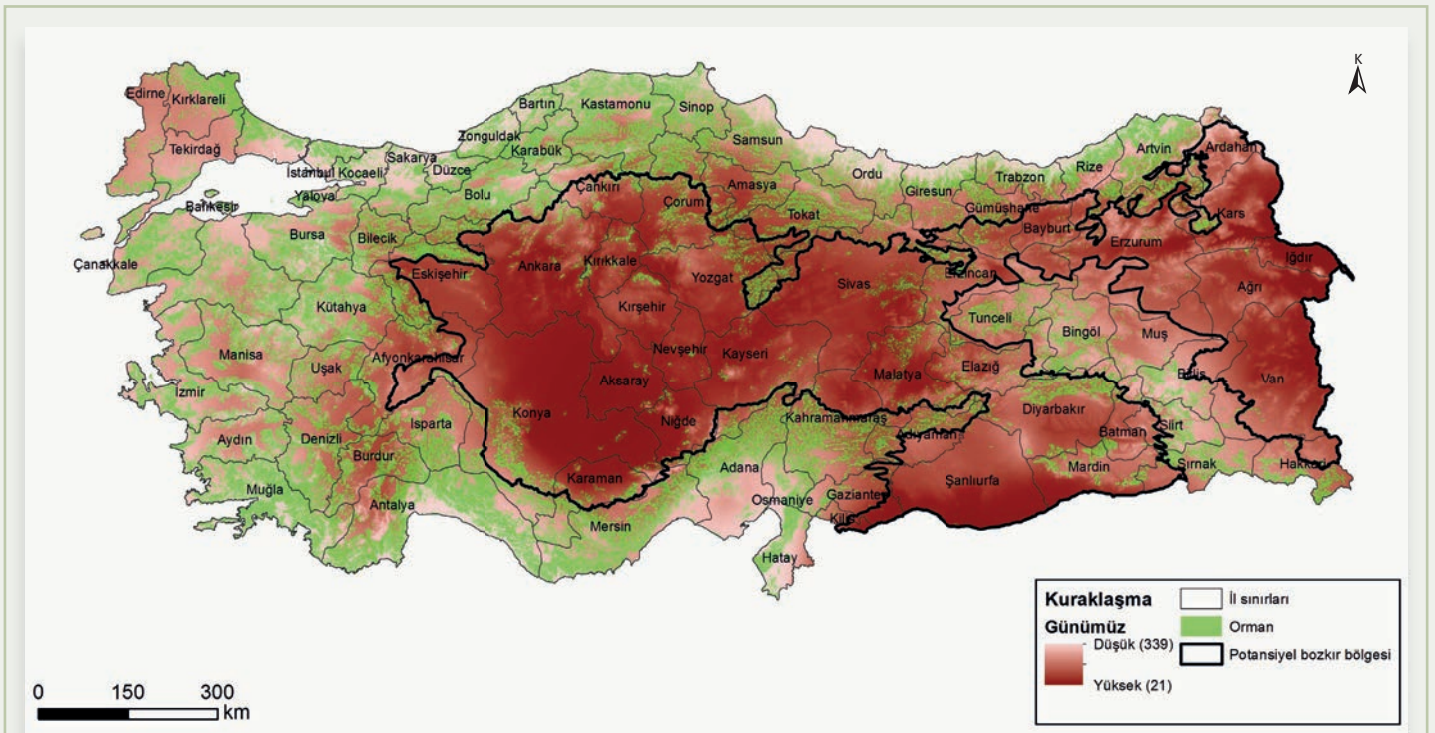 K
Edirne
Kırklareli
Tekirdağ
İstanbul
Kocaeli
Yalova
Sakarya
Düzce
Zonguldak
Bartın
Karabük
Kastamonu
Sinop
Samsun
Bolu
Çankırı
Çorum
Amasya
Tokat
Ordu
Giresun
Trabzon
Rize
Artvin
Ardahan
Gümüşhane
Bayburt
Erzurum
Kars
Iğdır
Ağrı
Çanakkale
Balıkesir
Bursa
Bilecik
Eskişehir
Ankara
Kırıkkale
Yozgat
Sivas
Erzincan
Tunceli
Bingöl
Muş
Kütahya
Kırşehir
Manisa
Uşak
Afyonkarahisar
Nevşehir
Kayseri
Aksaray
Malatya
Elazığ
Bitlis
Van
İzmir
Aydın
Denizli
Burdur
Isparta
Konya
Niğde
Kahramanmaraş
Adıyaman
Diyarbakır
Batman
Siirt
Mardin
Şırnak
Hakkari
Muğla
Antalya
Karaman
Mersin
Adana
Osmaniye
Gaziantep
Kilis
Şanlıurfa
Hatay
Kuraklaşma
Günümüz
Düşük (339)
Yüksek (21)
İl sınırları
Orman
Potansiyel bozkır bölgesi
0 150 300
km